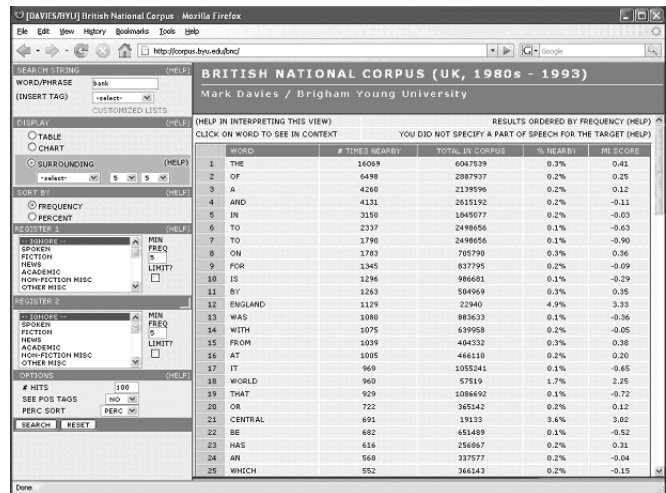 [DAVIES/BYU] British National Corpus - Mozilla Firefox
File Edit View History Bookmarks Tools Help
http://corpus.byu.edu/bnc/ Google
SEARCH STRING (HELP)
WORD/PHRASE bank
(INSERT TAG) -select-
CUSTOMIZED LISTS
DISPLAY (HELP)
TABLE
CHART
SURROUNDING (HELP)
-select- 5 5
SORT BY (HELP)
FREQUENCY
PERCENT
REGISTER 1 (HELP)
-- IGNORE -- MIN
SPOKEN FREQ
FICTION 5
NEWS LIMIT?
ACADEMIC
NON-FICTION MISC
OTHER MISC
REGISTER 2
-- IGNORE -- MIN
SPOKEN FREQ
FICTION 5
NEWS LIMIT?
ACADEMIC
NON-FICTION MISC
OTHER MISC
OPTIONS (HELP)
# HITS 100
SEE POS TAGS NO
PERC SORT PERC
SEARCH RESET
BRITISH NATIONAL CORPUS (UK, 1980s - 1993)
Mark Davies / Brigham Young University
(HELP IN INTERPRETING THIS VIEW) RESULTS ORDERED BY FREQUENCY (HELP)
CLICK ON WORD TO SEE IN CONTEXT YOU DID NOT SPECIFY A PART OF SPEECH FOR THE TARGET (HELP)
WORD # TIMES NEARBY TOTAL IN CORPUS % NEARBY MI SCORE
1 THE 16069 6047539 0.3% 0.41
2 OF 6498 2887937 0.2% 0.25
3 A 4260 2139596 0.2% 0.12
4 AND 4131 2615192 0.2% -0.11
5 IN 3150 1845077 0.2% -0.03
6 TO 2337 2498656 0.1% -0.63
7 TO 1790 2498656 0.1% -0.90
8 ON 1783 705790 0.3% 0.36
9 FOR 1345 837795 0.2% -0.09
10 IS 1296 986681 0.1% -0.29
11 BY 1263 504969 0.3% 0.35
12 ENGLAND 1129 22940 4.9% 3.33
13 WAS 1080 883633 0.1% -0.36
14 WITH 1075 639958 0.2% -0.05
15 FROM 1039 404332 0.3% 0.38
16 AT 1005 466110 0.2% 0.20
17 IT 969 1055241 0.1% -0.65
18 WORLD 960 57519 1.7% 2.25
19 THAT 929 1086692 0.1% -0.72
20 OR 722 365142 0.2% 0.12
21 CENTRAL 691 19133 3.6% 3.02
22 BE 682 651489 0.1% -0.52
23 HAS 616 256867 0.2% 0.31
24 AN 568 337577 0.2% -0.04
25 WHICH 552 366143 0.2% -0.15
Done